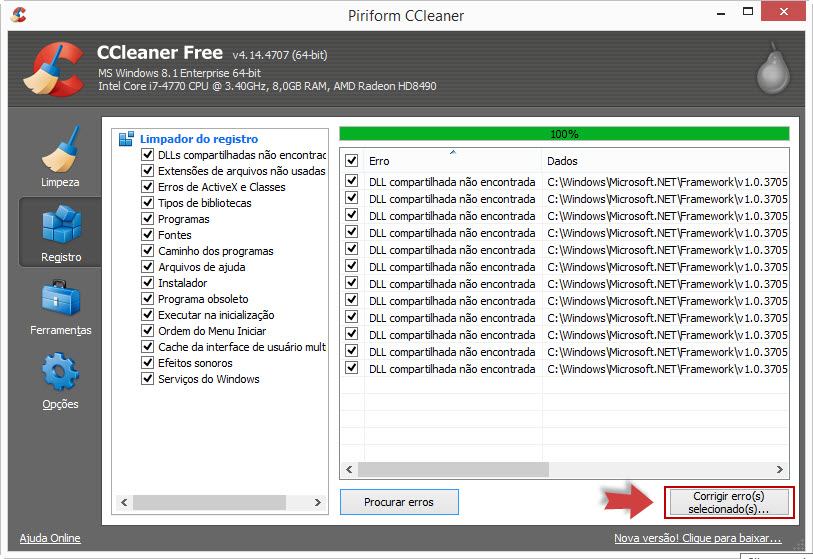 Piriform CCleaner
CCleaner Free v4.14.4707 (64-bit)
MS Windows 8.1 Enterprise 64-bit
Intel Core i7-4770 CPU @ 3.40GHz, 8,0GB RAM, AMD Radeon HD8490
Limpeza
Registro
Ferramentas
Opções
Limpador do registro
DLLs compartilhadas não encontrac
Extensões de arquivos não usadas
Erros de ActiveX e Classes
Tipos de bibliotecas
Programas
Fontes
Caminho dos programas
Arquivos de ajuda
Instalador
Programa obsoleto
Executar na inicialização
Ordem do Menu Iniciar
Cache da interface de usuário mult
Efeitos sonoros
Serviços do Windows
100%
Erro Dados
DLL compartilhada não encontrada C:\Windows\Microsoft.NET\Framework\v1.0.3705
DLL compartilhada não encontrada C:\Windows\Microsoft.NET\Framework\v1.0.3705
DLL compartilhada não encontrada C:\Windows\Microsoft.NET\Framework\v1.0.3705
DLL compartilhada não encontrada C:\Windows\Microsoft.NET\Framework\v1.0.3705
DLL compartilhada não encontrada C:\Windows\Microsoft.NET\Framework\v1.0.3705
DLL compartilhada não encontrada C:\Windows\Microsoft.NET\Framework\v1.0.3705
DLL compartilhada não encontrada C:\Windows\Microsoft.NET\Framework\v1.0.3705
DLL compartilhada não encontrada C:\Windows\Microsoft.NET\Framework\v1.0.3705
DLL compartilhada não encontrada C:\Windows\Microsoft.NET\Framework\v1.0.3705
DLL compartilhada não encontrada C:\Windows\Microsoft.NET\Framework\v1.0.3705
DLL compartilhada não encontrada C:\Windows\Microsoft.NET\Framework\v1.0.3705
DLL compartilhada não encontrada C:\Windows\Microsoft.NET\Framework\v1.0.3705
Procurar erros
Corrigir erro(s)
selecionado(s)...
Ajuda Online
Nova versão! Clique para baixar...